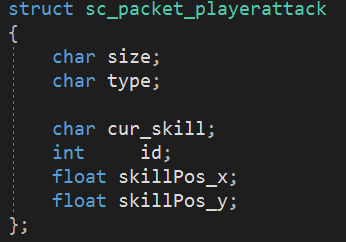 struct sc_packet_playerattack
{
char size;
char type;
char cur_skill;
int id;
float skillPos_x;
float skillPos_y;
};